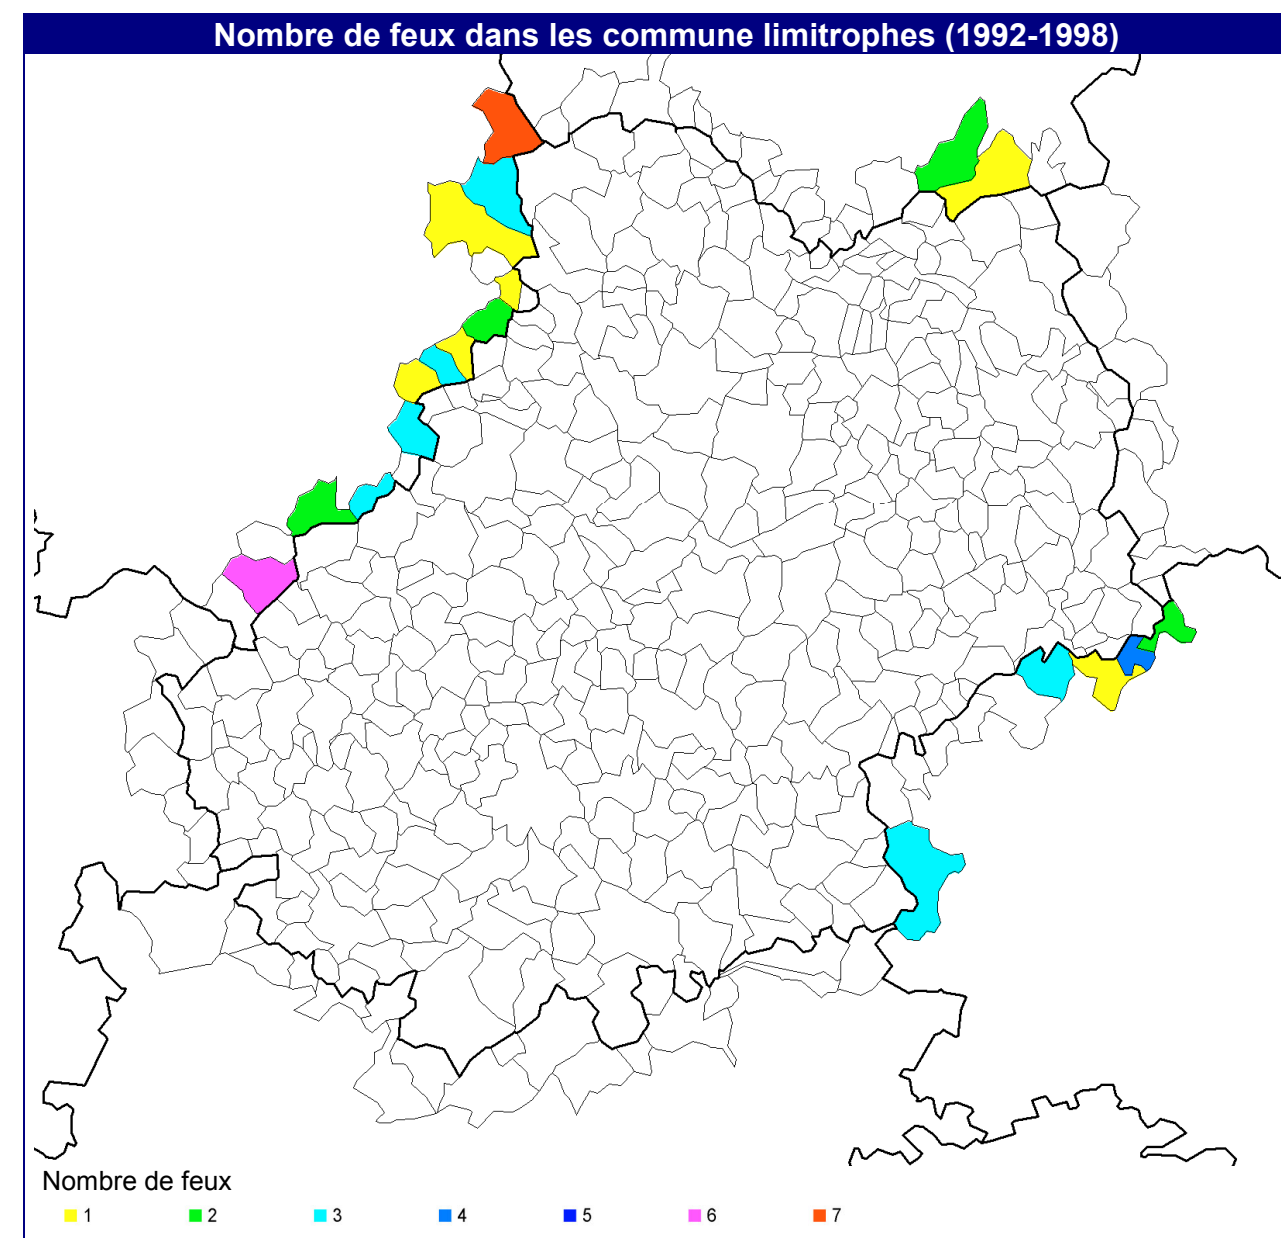 Nombre de feux dans les commune limitrophes (1992-1998)
Nombre de feux
1 2 3 4 5 6 7